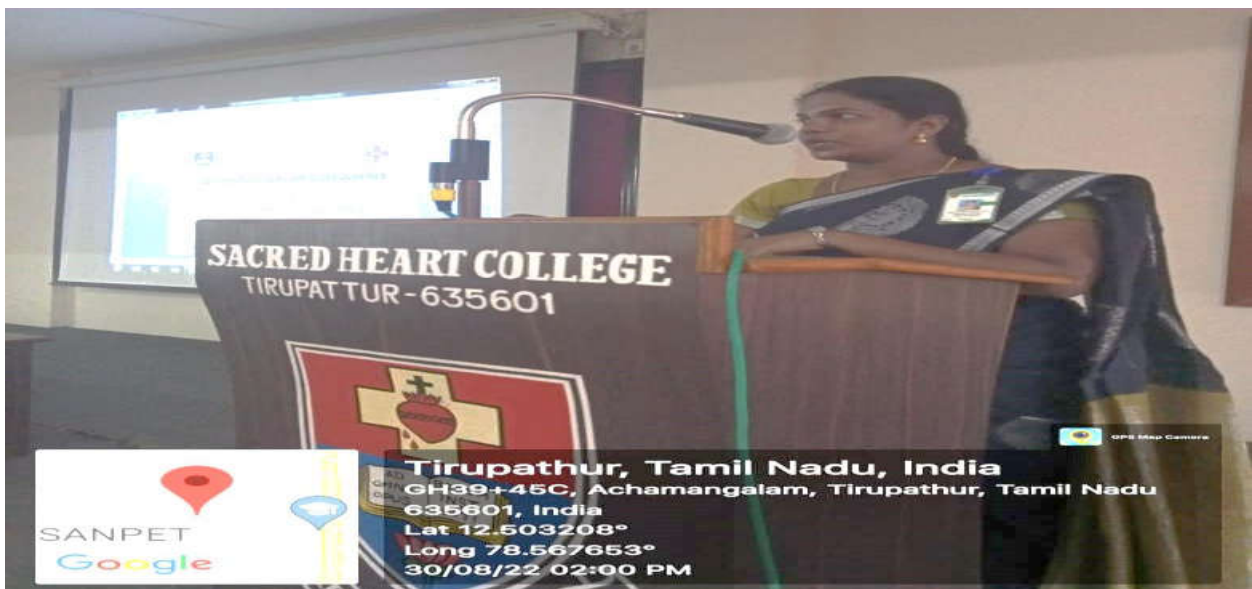 SACRED HEART COLLEGE
TIRUPATTUR-635601
GPS Map Camera
SANPET
Google
Tirupathur, Tamil Nadu, India
GH39+45C, Achamangalam, Tirupathur, Tamil Nadu
635601, India
Lat 12.503208°
Long 78.567653°
30/08/22 02:00 PM